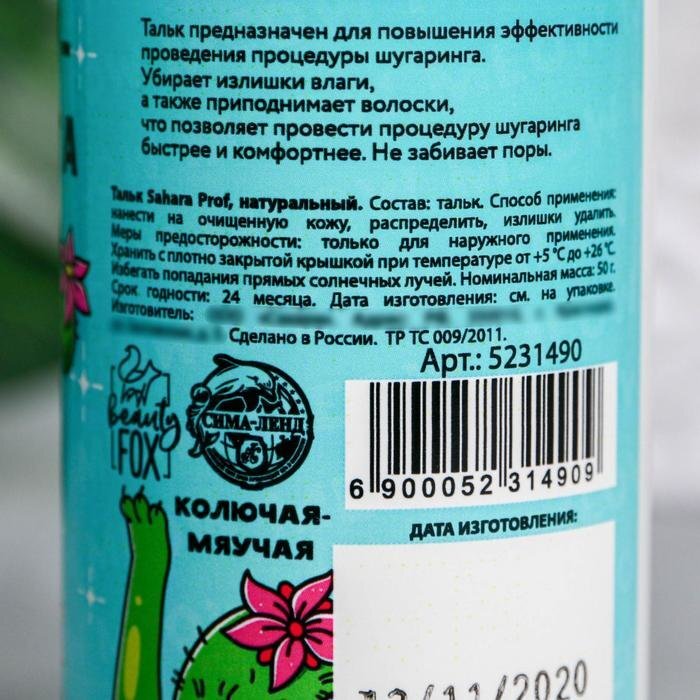 Тальк предназначен для повышения эффективности
проведения процедуры шугаринга.
Убирает излишки влаги,
а также приподнимает волоски,
что позволяет провести процедуру шугаринга
быстрее и комфортнее. Не забивает поры.
Тальк Sahara Prof, натуральный. Состав: тальк. Способ применения:
нанести на очищенную кожу, распределить, излишки удалить.
Меры предосторожности: только для наружного применения.
Хранить с плотно закрытой крышкой при температуре от +5 °C до +26 °C.
Избегать попадания прямых солнечных лучей. Номинальная масса: 50 г.
Срок годности: 24 месяца. Дата изготовления: см. на упаковке.
Изготовитель:
Сделано в России. ТР ТС 009/2011.
Арт.: 5231490
beauty
FOX
СИМА-ЛЕНД
6 900052 314909
КОЛЮЧАЯ-
МЯУЧАЯ
ДАТА ИЗГОТОВЛЕНИЯ:
12/11/2020